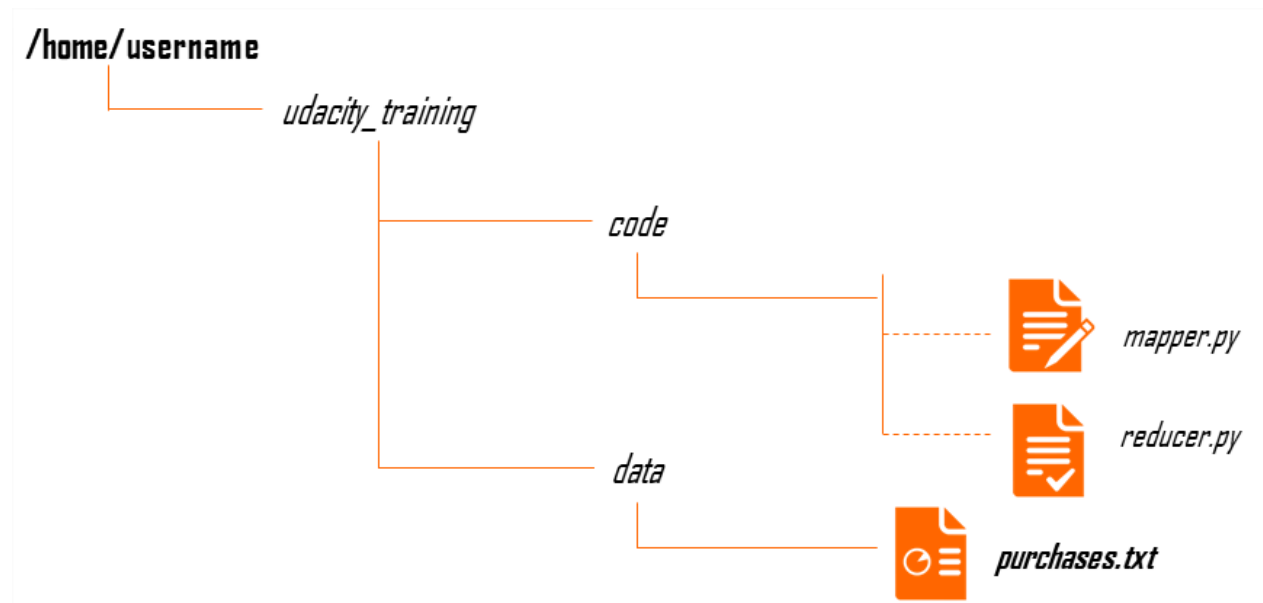 /home/username
udacity_training
code
mapper.py
reducer.py
data
purchases.txt